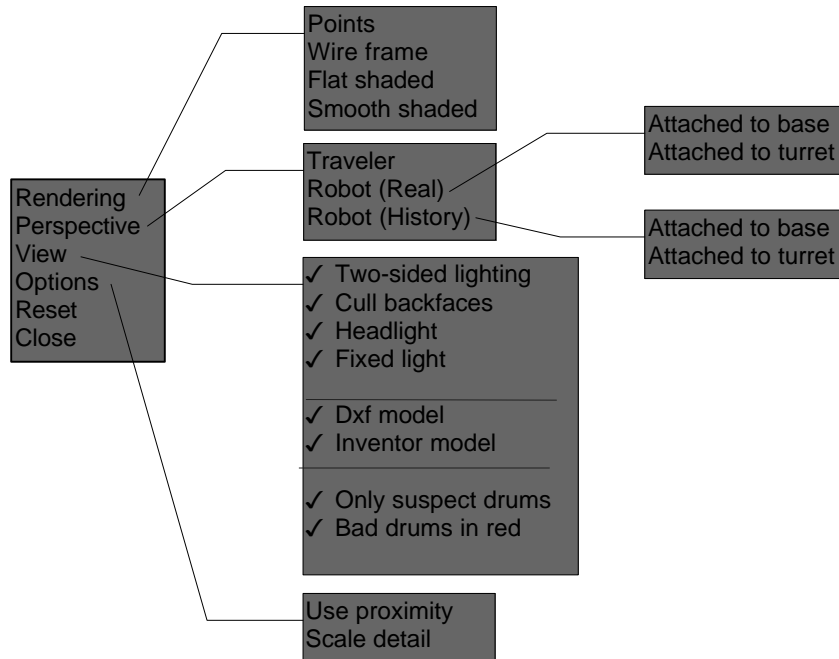 Points
Wire frame
Flat shaded
Smooth shaded
Attached to base
Attached to turret
Traveler
Robot (Real)
Robot (History)
Rendering
Perspective
View
Options
Reset
Close
Attached to base
Attached to turret
✓ Two-sided lighting
✓ Cull backfaces
✓ Headlight
✓ Fixed light
✓ Dxf model
✓ Inventor model
✓ Only suspect drums
✓ Bad drums in red
Use proximity
Scale detail